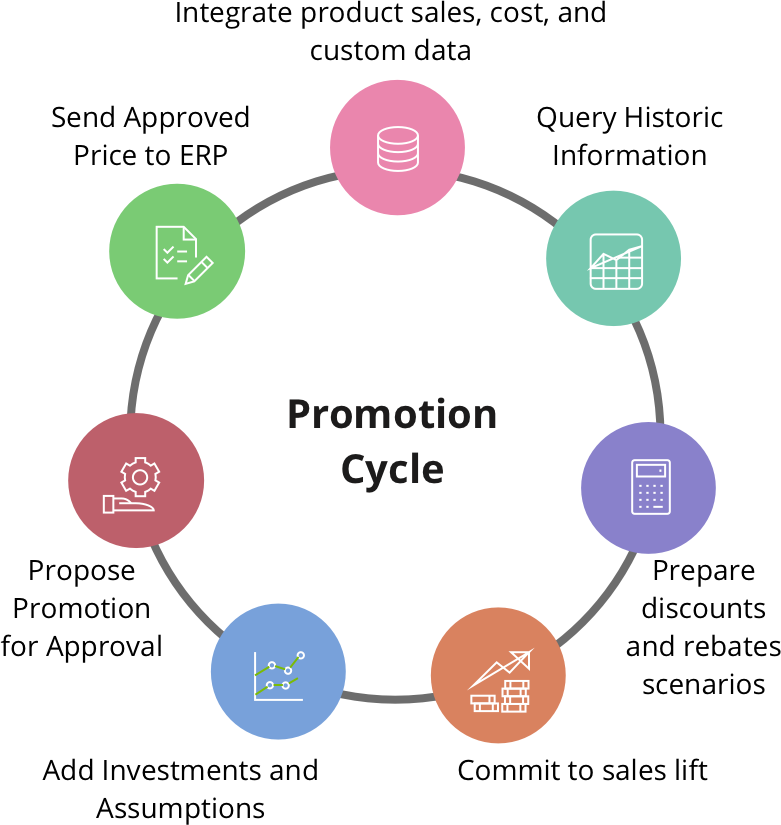 Integrate product sales, cost, and
custom data
Query Historic
Information
Prepare
discounts
and rebates
scenarios
Commit to sales lift
Add Investments and
Assumptions
Propose
Promotion
for Approval
Send Approved
Price to ERP
Promotion
Cycle